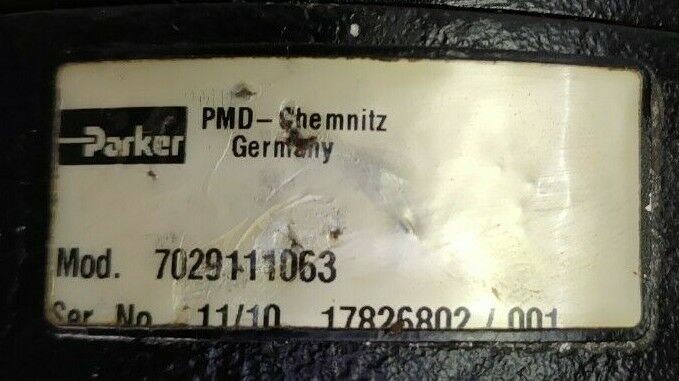 Parker
PMD-Chemnitz
Germany
Mod. 7029111063
Ser. No 11/10 17826802 / 001